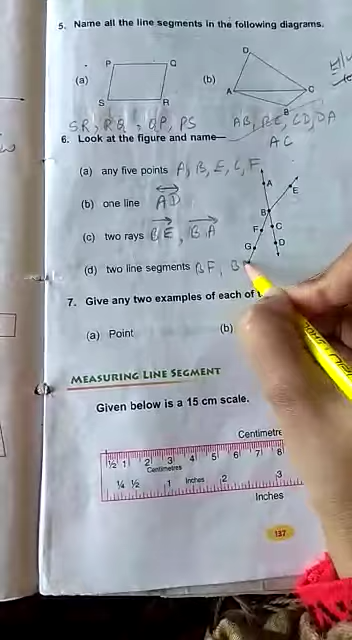 5. Name all the line segments in the following diagrams.
(a) P Q S R (b) D A C B
SR, RQ, QP, PS AB, BC, CD, DA
AC
6. Look at the figure and name—
(a) any five points A, B, E, C, F
(b) one line AD
(c) two rays BE, BA
(d) two line segments BF, B
A E B F C G D
7. Give any two examples of each of
(a) Point (b)
MEASURING LINE SEGMENT
Given below is a 15 cm scale.
Centimetre
½ 1 2 3 4 5 6 7 8
Centimetres
¼ ½ 1 Inches 2 3
Inches
137